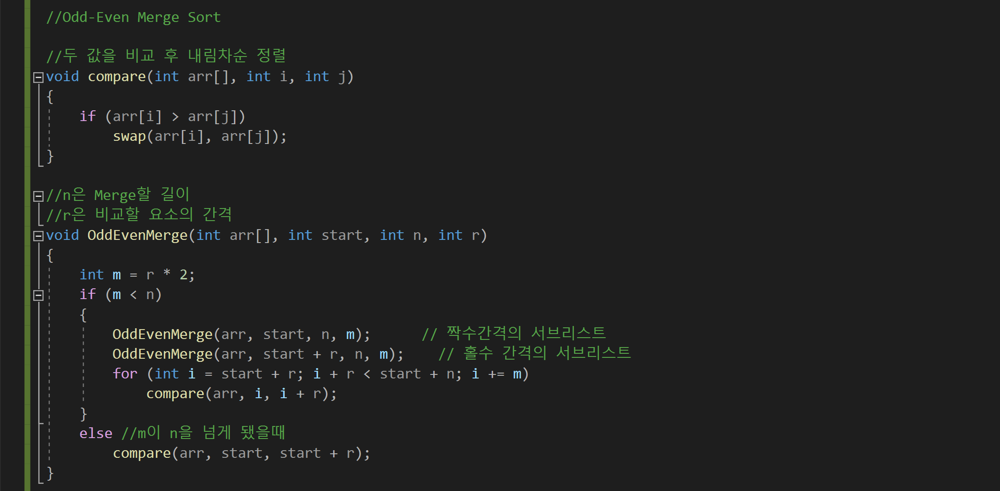 //Odd-Even Merge Sort
//두 값을 비교 후 내림차순 정렬
void compare(int arr[], int i, int j)
{
if (arr[i] > arr[j])
swap(arr[i], arr[j]);
}
//n은 Merge할 길이
//r은 비교할 요소의 간격
void OddEvenMerge(int arr[], int start, int n, int r)
{
int m = r * 2;
if (m < n)
{
OddEvenMerge(arr, start, n, m); // 짝수간격의 서브리스트
OddEvenMerge(arr, start + r, n, m); // 홀수 간격의 서브리스트
for (int i = start + r; i + r < start + n; i += m)
compare(arr, i, i + r);
}
else //m이 n을 넘게 됐을때
compare(arr, start, start + r);
}